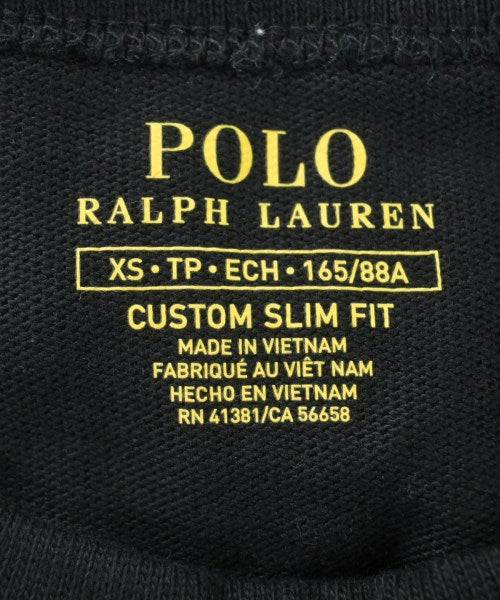 POLO
RALPH LAUREN
XS • TP • ECH • 165/88A
CUSTOM SLIM FIT
MADE IN VIETNAM
FABRIQUÉ AU VIÊT NAM
HECHO EN VIETNAM
RN 41381/CA 56658